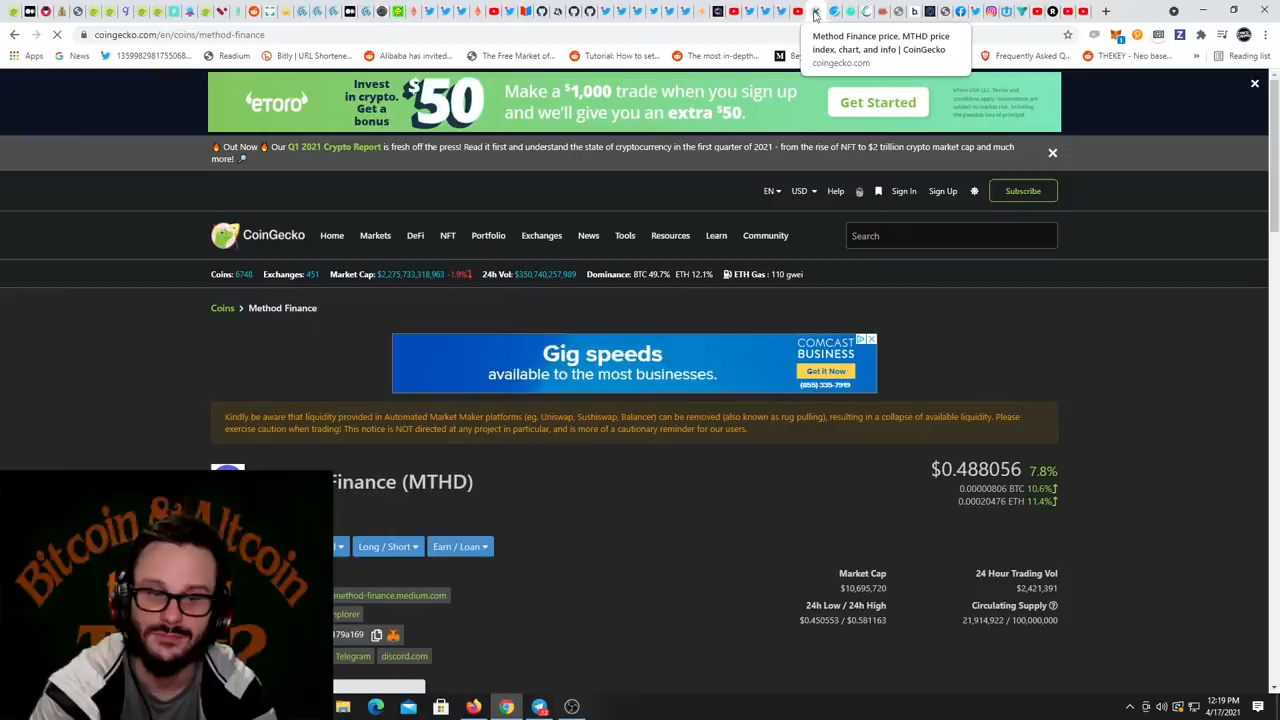 coingecko.com/en/coins/method-finance
Method Finance price, MTHD price
index, chart, and info | CoinGecko
coingecko.com
Apps
News
Readium
Bitly | URL Shortene...
Alibaba has invited...
The Free Market of...
Tutorial: How to set...
The most in-depth...
Frequently Asked Q...
THEKEY - Neo base...
Reading list
eTORO
Invest
in crypto.
Get a
bonus
$50
Make a $1,000 trade when you sign up
and we'll give you an extra $50.
Get Started
Out Now Our Q1 2021 Crypto Report is fresh off the press! Read it first and understand the state of cryptocurrency in the first quarter of 2021 - from the rise of NFT to $2 trillion crypto market cap and much
more!
EN USD Help Sign In Sign Up Subscribe
CoinGecko Home Markets DeFi NFT Portfolio Exchanges News Tools Resources Learn Community Search
Coins: 6748 Exchanges: 451 Market Cap: $2,275,733,318,963 -1.9% 24h Vol: $350,740,257,989 Dominance: BTC 49.7% ETH 12.1% ETH Gas: 110 gwei
Coins > Method Finance
Gig speeds
available to the most businesses.
COMCAST
BUSINESS
Get it Now
(855) 335-7919
Kindly be aware that liquidity provided in Automated Market Maker platforms (eg. Uniswap, Sushiswap, Balancer) can be removed (also known as rug pulling), resulting in a collapse of available liquidity. Please
exercise caution when trading! This notice is NOT directed at any project in particular, and is more of a cautionary reminder for our users.
Finance (MTHD)
$0.488056 7.8%
0.00000806 BTC 10.6%
0.00020476 ETH 11.4%
Long / Short Earn / Loan
Market Cap
$10,695,720
24 Hour Trading Vol
$2,421,391
24h Low / 24h High
$0.450553 / $0.581163
Circulating Supply
21,914,922 / 100,000,000
method-finance.medium.com
plorer
179a169
Telegram discord.com
Bitcoin & Altcoin
12:19 PM
4/17/2021